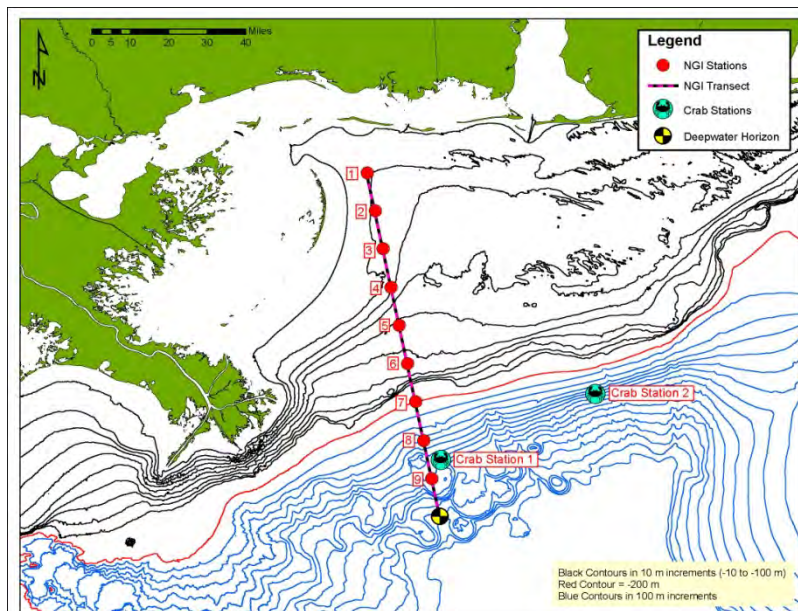 Miles
0 5 10 20 30 40
N
Legend
NGI Stations
NGI Transect
Crab Stations
Deepwater Horizon
1
2
3
4
5
6
7
Crab Station 2
8
Crab Station 1
9
Black Contours in 10 m increments (-10 to -100 m)
Red Contour = -200 m
Blue Contours in 100 m increments